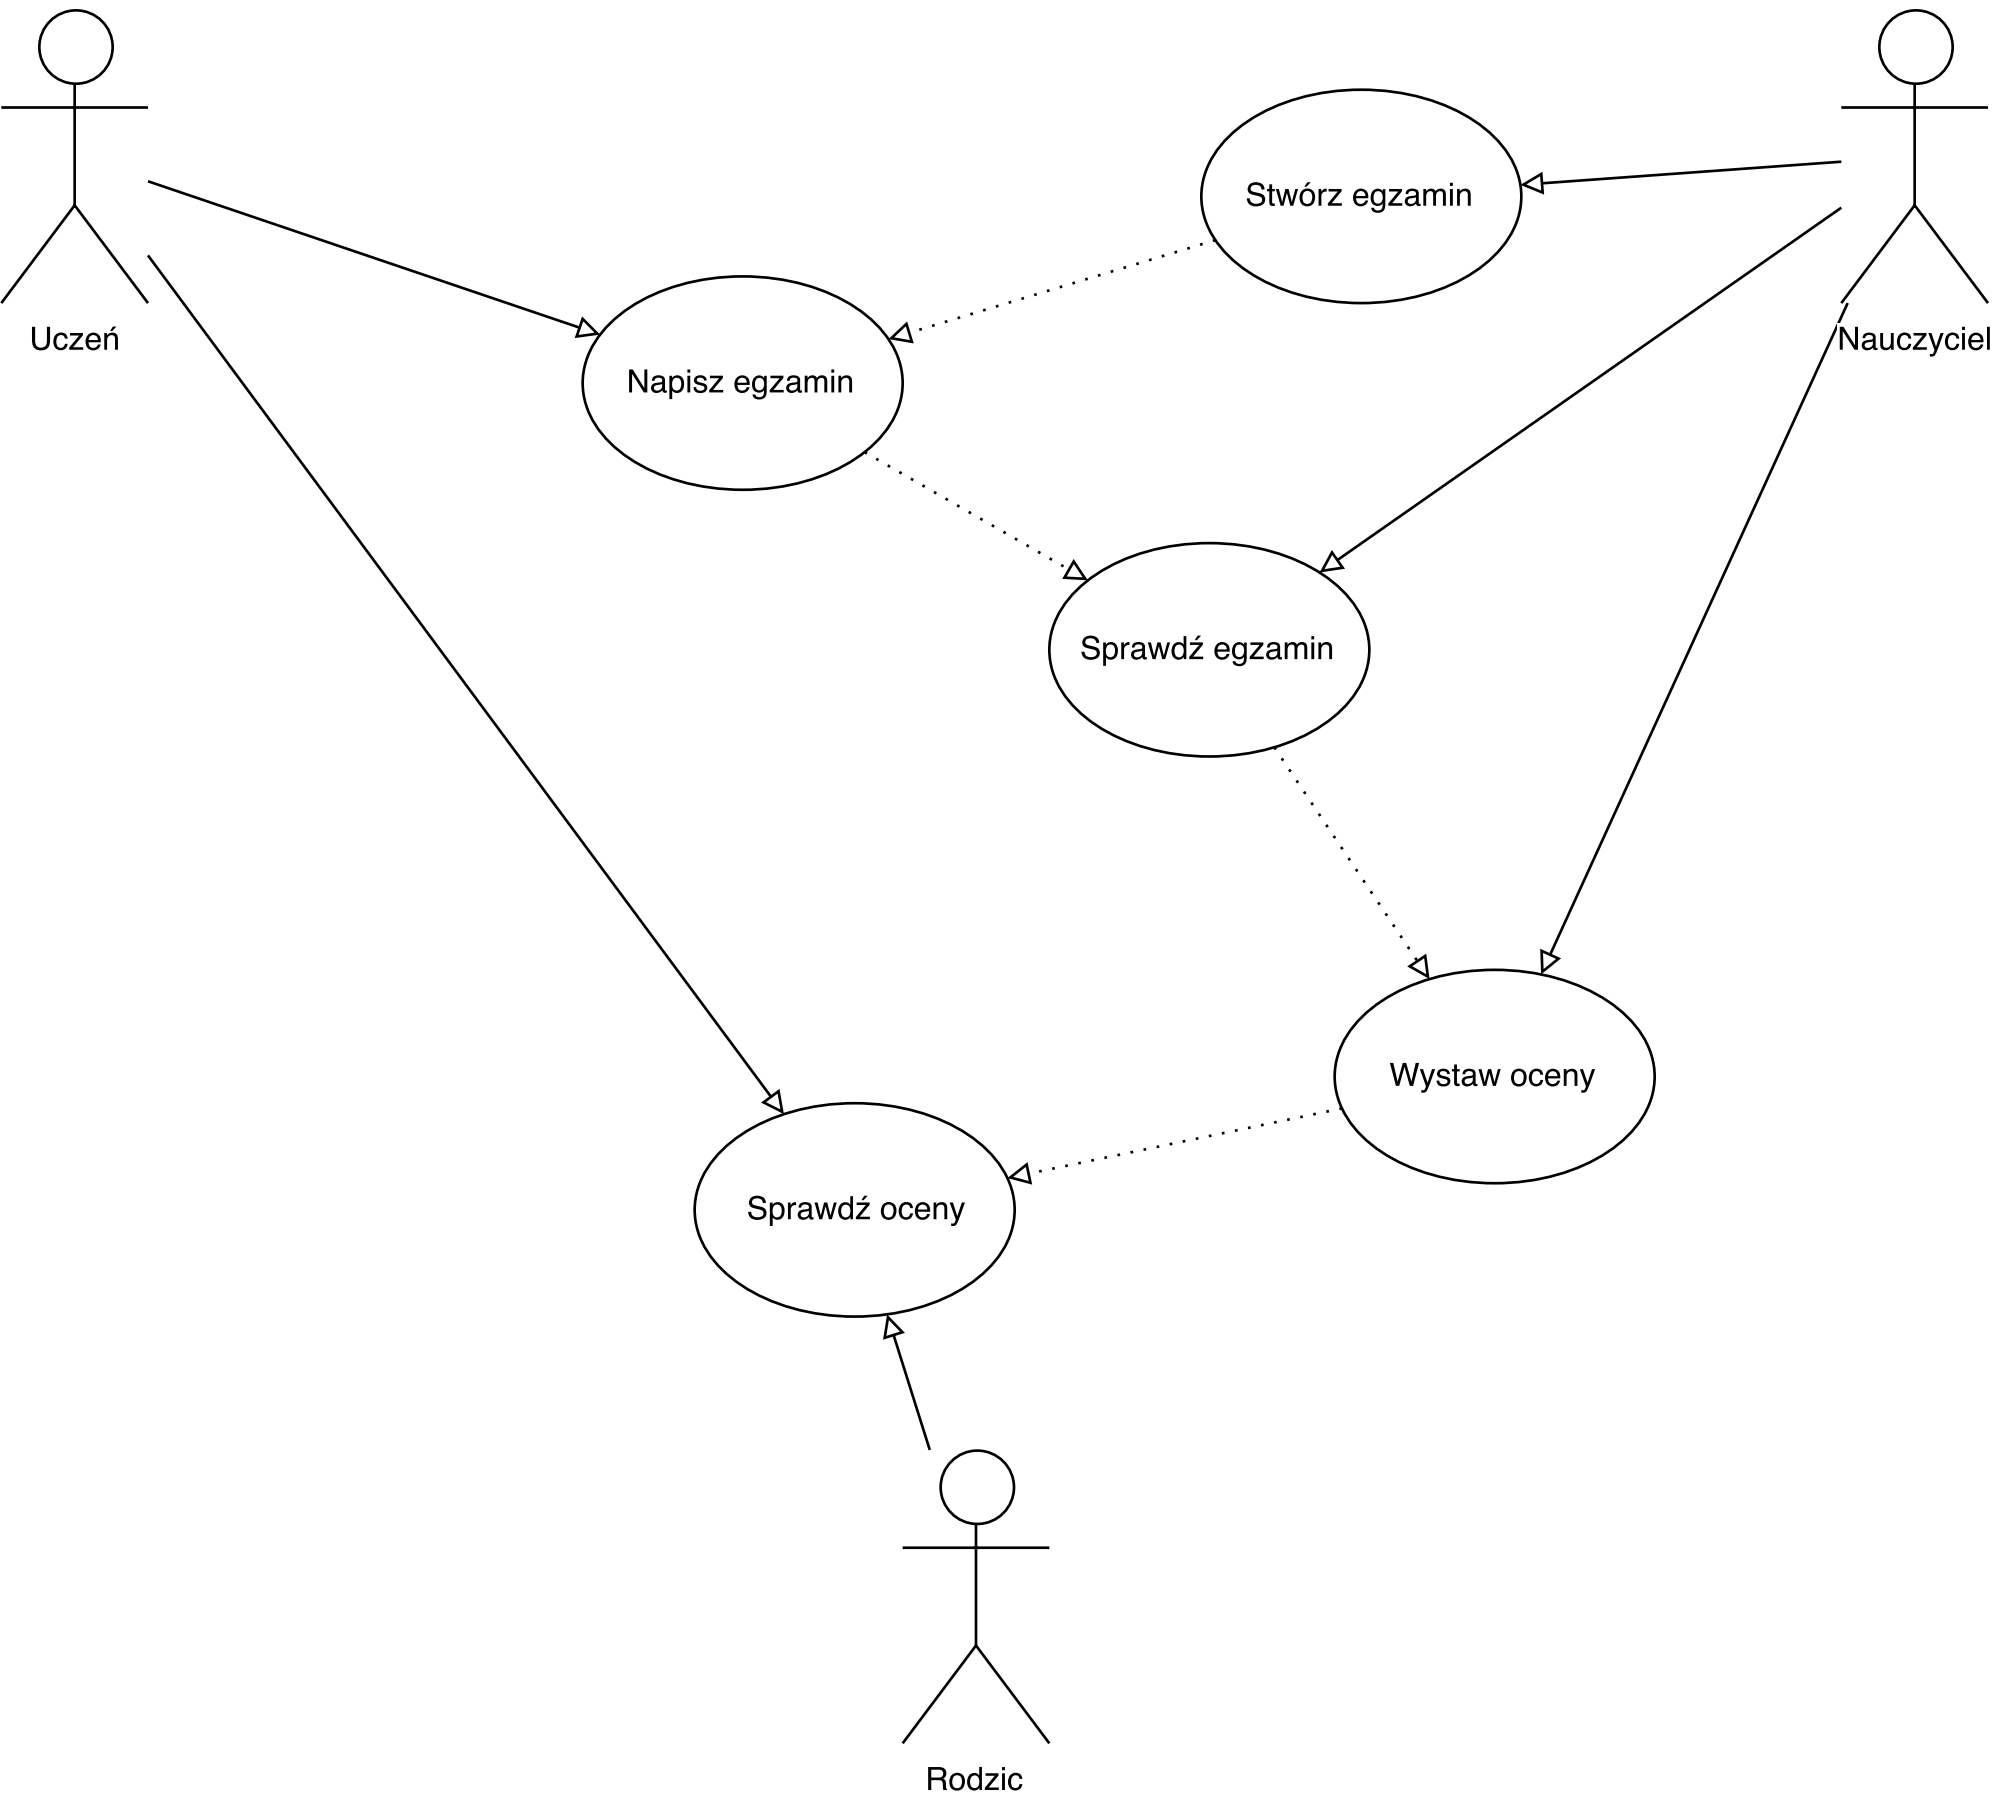 Stwórz egzamin
Uczeń
Nauczyciel
Napisz egzamin
Sprawdź egzamin
Wystaw oceny
Sprawdź oceny
Rodzic